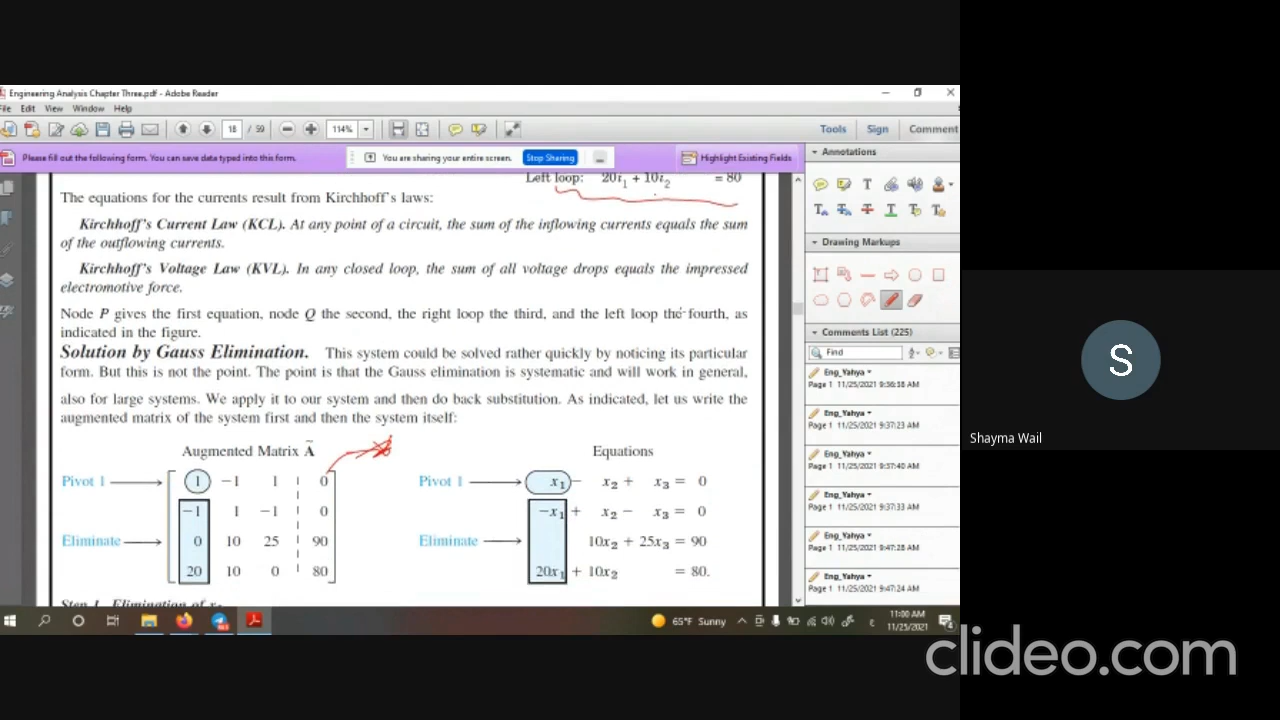 Engineering Analysis Chapter Three.pdf - Adobe Reader
File Edit View Window Help
18 / 59 114% Tools Sign Comment
Please fill out the following form. You can save data typed into this form.
You are sharing your entire screen. Stop Sharing
Highlight Existing Fields
Left loop: 20i1 + 10i2 = 80
The equations for the currents result from Kirchhoff's laws:
Kirchhoff's Current Law (KCL). At any point of a circuit, the sum of the inflowing currents equals the sum
of the outflowing currents.
Kirchhoff's Voltage Law (KVL). In any closed loop, the sum of all voltage drops equals the impressed
electromotive force.
Node P gives the first equation, node Q the second, the right loop the third, and the left loop the fourth, as
indicated in the figure.
Solution by Gauss Elimination. This system could be solved rather quickly by noticing its particular
form. But this is not the point. The point is that the Gauss elimination is systematic and will work in general,
also for large systems. We apply it to our system and then do back substitution. As indicated, let us write the
augmented matrix of the system first and then the system itself:
Augmented Matrix Ã Equations
Pivot 1 1 -1 1 0 Pivot 1 x1 - x2 + x3 = 0
-1 1 -1 0 -x1 + x2 - x3 = 0
Eliminate 0 10 25 90 Eliminate 10x2 + 25x3 = 90
20 10 0 80 20x1 + 10x2 = 80.
Annotations
Drawing Markups
Comments List (225)
Find
Eng_Yahya
Page 1 11/25/2021 9:36:38 AM
Eng_Yahya
Page 1 11/25/2021 9:37:23 AM
Eng_Yahya
Page 1 11/25/2021 9:37:40 AM
Eng_Yahya
Page 1 11/25/2021 9:37:33 AM
Eng_Yahya
Page 1 11/25/2021 9:47:28 AM
Eng_Yahya
Page 1 11/25/2021 9:47:24 AM
65°F Sunny
11:00 AM
11/25/2021
S
Shayma Wail
clideo.com